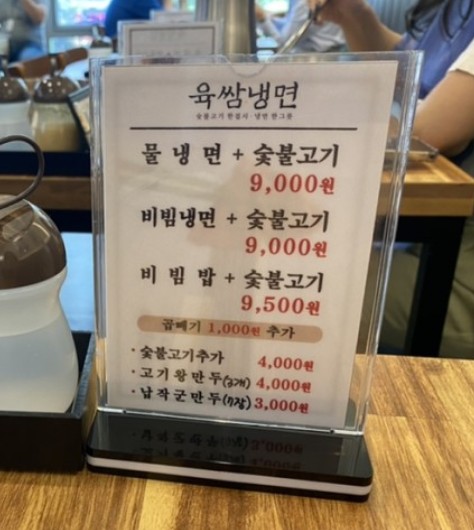 육쌈냉면
숯불고기 한접시 · 냉면 한그릇
물냉면 + 숯불고기
9,000원
비빔냉면 + 숯불고기
9,000원
비빔밥 + 숯불고기
9,500원
곱빼기 1,000원 추가
· 숯불고기추가 4,000원
· 고기왕만두(3개) 4,000원
· 납작군만두(7장) 3,000원